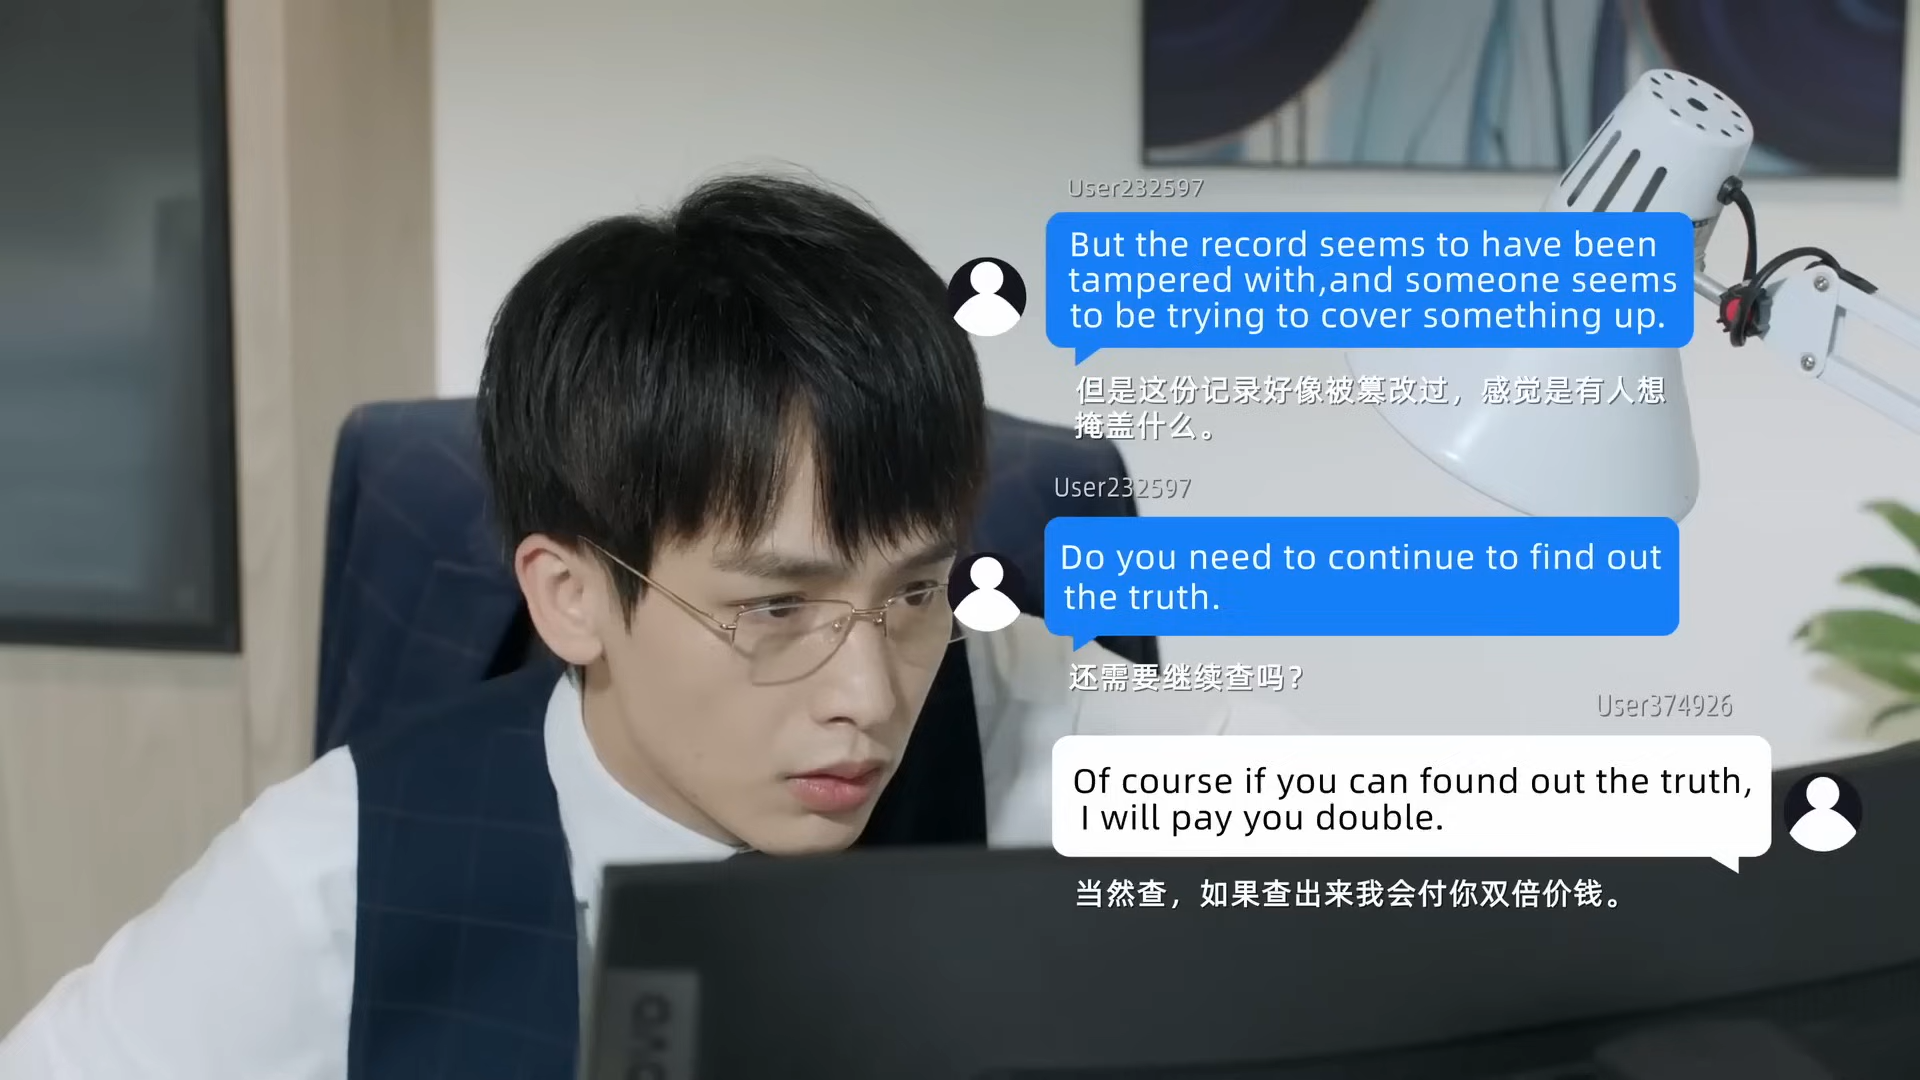 User232597
But the record seems to have been
tampered with,and someone seems
to be trying to cover something up.
但是这份记录好像被篡改过，感觉是有人想
掩盖什么。
User232597
Do you need to continue to find out
the truth.
还需要继续查吗？
User374926
Of course if you can found out the truth,
I will pay you double.
当然查，如果查出来我会付你双倍价钱。